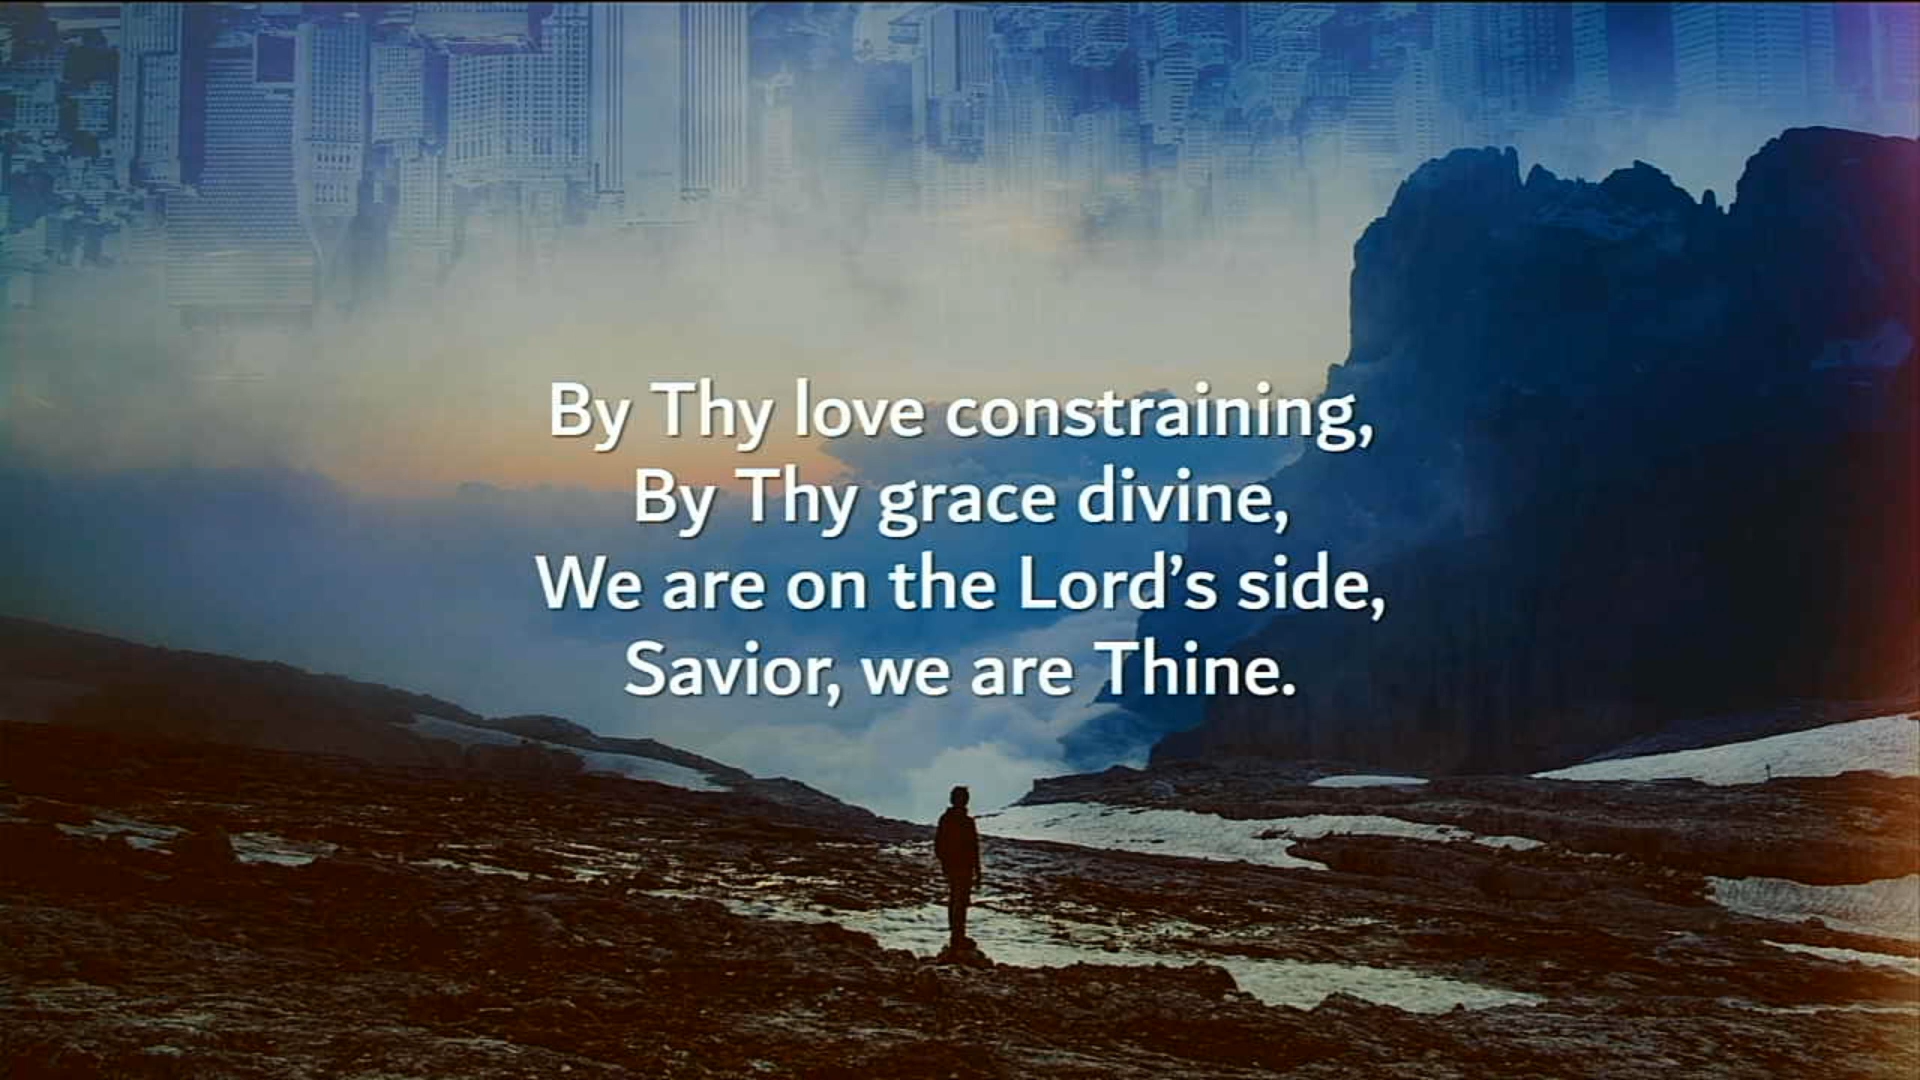 By Thy love constraining,
By Thy grace divine,
We are on the Lord’s side,
Savior, we are Thine.